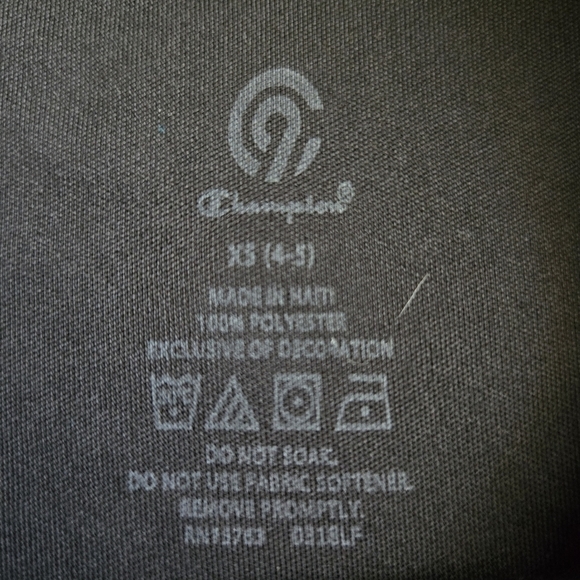 C9
Champion®
XS (4-5)
MADE IN HAITI
100% POLYESTER
EXCLUSIVE OF DECORATION
DO NOT SOAK.
DO NOT USE FABRIC SOFTENER.
REMOVE PROMPTLY.
RN15763 0318LF